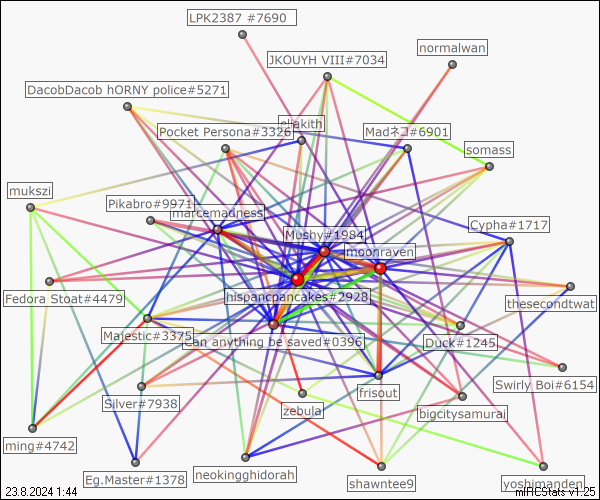 LPK2387 #7690
normalwan
JKOUYH VIII#7034
DacobDacob hORNY police#5271
eliakith
Pocket Persona#3326
Madネコ#6901
somass
mukszi
Pikabro#9971
marcemadness
Cypha#1717
Mushy#1984
moonraven
Fedora Stoat#4479
hispancpancakes#2928
thesecondtwat
Majestic#3375
Can anything be saved#0396
Duck#1245
Swirly Boi#6154
Silver#7938
frisout
zebula
bigcitysamurai
ming#4742
Eg.Master#1378
neokingghidorah
shawntee9
yoshimanden
23.8.2024 1:44
mIRCStats v1.25